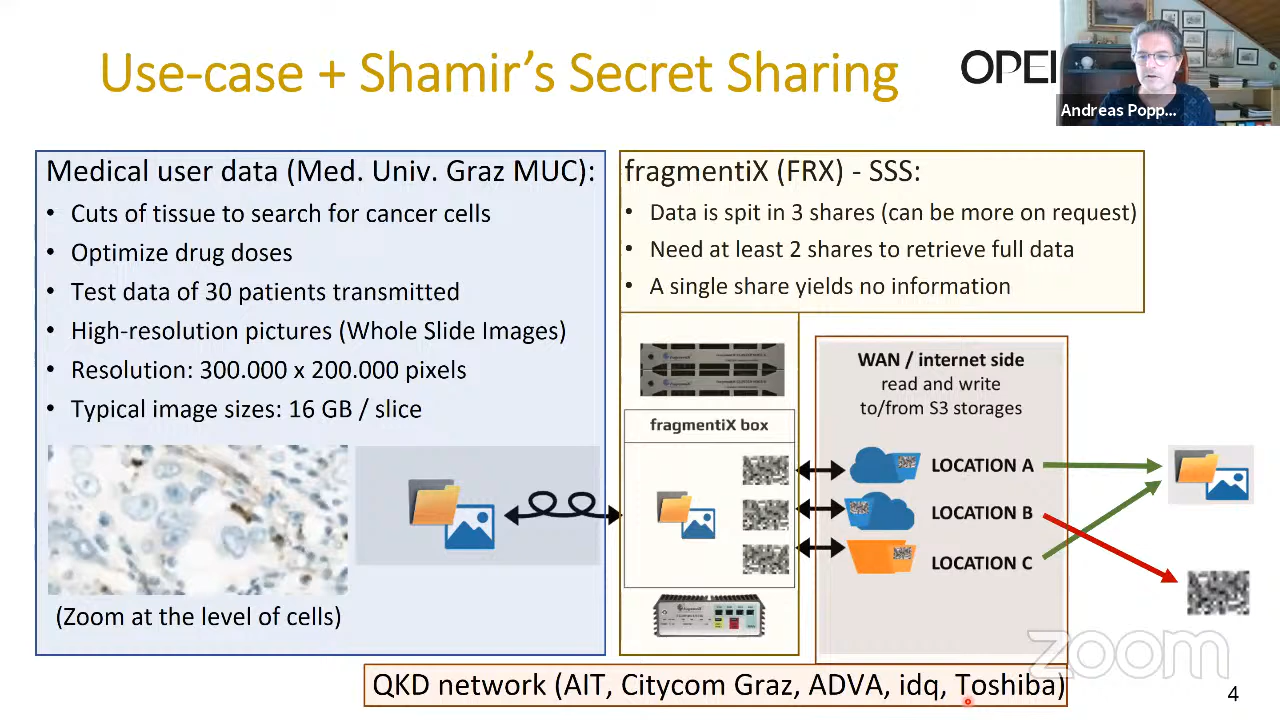 Use-case + Shamir's Secret Sharing
OPEI
Andreas Popp...
Medical user data (Med. Univ. Graz MUC):
• Cuts of tissue to search for cancer cells
• Optimize drug doses
• Test data of 30 patients transmitted
• High-resolution pictures (Whole Slide Images)
• Resolution: 300.000 x 200.000 pixels
• Typical image sizes: 16 GB / slice
(Zoom at the level of cells)
fragmentiX (FRX) - SSS:
• Data is spit in 3 shares (can be more on request)
• Need at least 2 shares to retrieve full data
• A single share yields no information
fragmentiX box
WAN / internet side
read and write
to/from S3 storages
LOCATION A
LOCATION B
LOCATION C
zoom
QKD network (AIT, Citycom Graz, ADVA, idq, Toshiba)
4